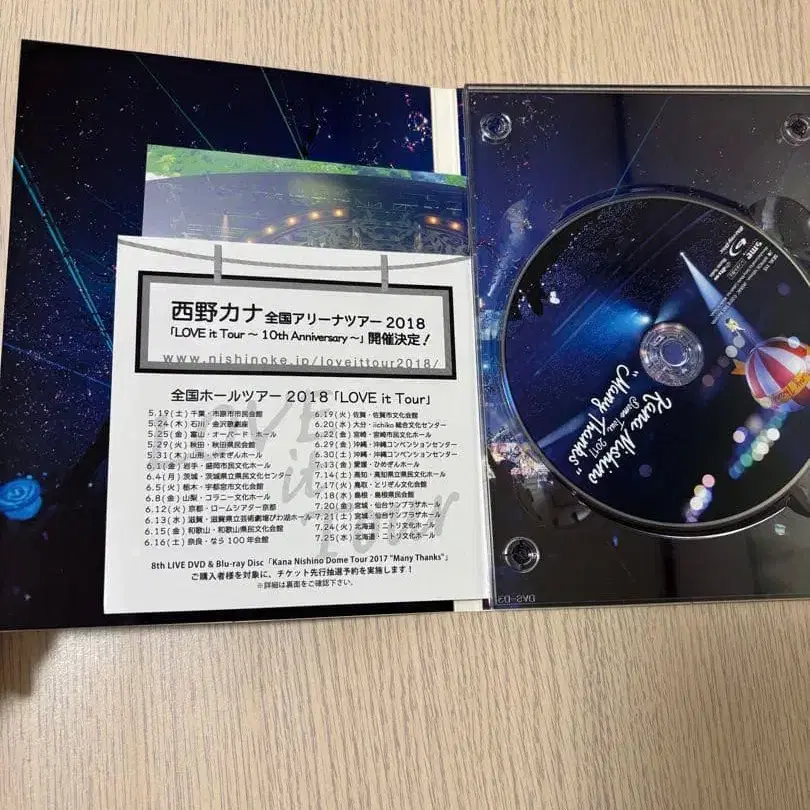 西野カナ 全国アリーナツアー 2018
「LOVE it Tour ～ 10th Anniversary ～」開催決定！
www.nishinoke.jp/loveittour2018/
全国ホールツアー 2018「LOVE it Tour」
5.19(土) 千葉・市原市市民会館
5.24(木) 石川・金沢歌劇座
5.25(金) 富山・オーバード・ホール
5.29(火) 秋田・秋田県民会館
5.31(木) 山形・やまぎんホール
6.1(金) 岩手・盛岡市民文化ホール
6.4(月) 茨城・茨城県立県民文化センター
6.5(火) 栃木・宇都宮市文化会館
6.8(金) 山梨・コラニー文化ホール
6.12(火) 京都・ロームシアター京都
6.13(水) 滋賀・滋賀県立芸術劇場びわ湖ホール
6.15(金) 和歌山・和歌山県民文化会館
6.16(土) 奈良・なら100年会館
6.19(火) 佐賀・佐賀市文化会館
6.20(水) 大分・iichiko 総合文化センター
6.22(金) 宮崎・宮崎市民文化ホール
6.29(金) 沖縄・沖縄コンベンションセンター
6.30(土) 沖縄・沖縄コンベンションセンター
7.13(金) 愛媛・ひめぎんホール
7.14(土) 高知・高知県立県民文化ホール
7.17(火) 鳥取・とりぎん文化会館
7.18(水) 島根・島根県民会館
7.20(金) 宮城・仙台サンプラザホール
7.21(土) 宮城・仙台サンプラザホール
7.24(火) 北海道・ニトリ文化ホール
7.25(水) 北海道・ニトリ文化ホール
8th LIVE DVD & Blu-ray Disc「Kana Nishino Dome Tour 2017 "Many Thanks"」
ご購入者様を対象に、チケット先行抽選予約を実施します！
※詳細は裏面をご確認下さい。
Kana Nishino
Dome Tour 2017
"Many Thanks"
DVS-D3